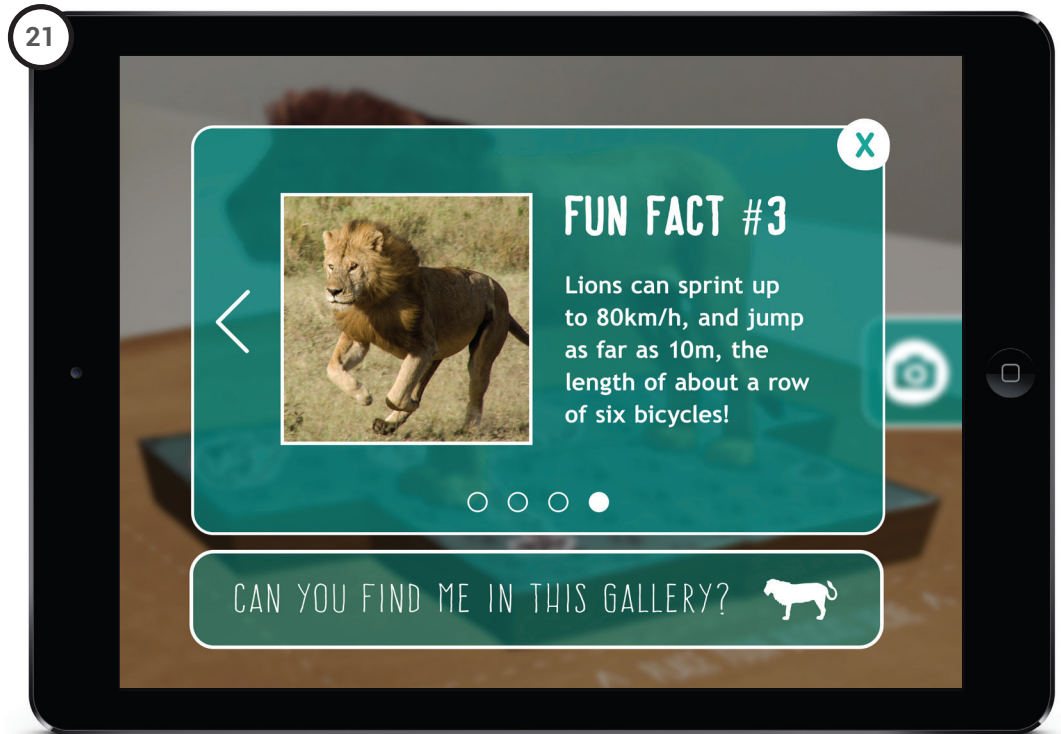 21
X
FUN FACT #3
Lions can sprint up
to 80km/h, and jump
as far as 10m, the
length of about a row
of six bicycles!
CAN YOU FIND ME IN THIS GALLERY?